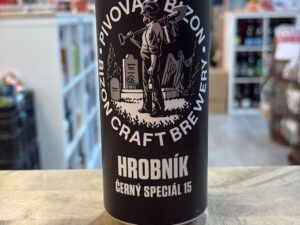 PIVOVAR BIZON
BIZON CRAFT BREWERY
HROBNÍK
ČERNÝ SPECIÁL 15